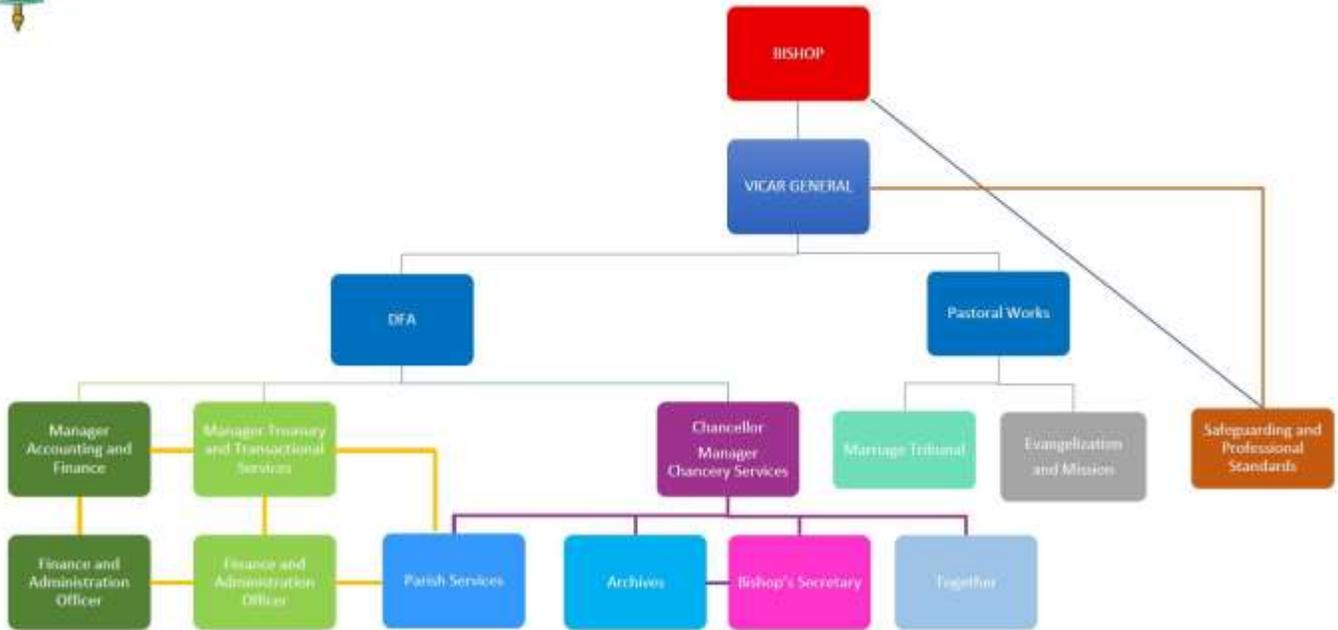 BISHOP
VICAR GENERAL
DFA
Pastoral Works
Manager
Accounting and
Finance
Manager Treasury
and Transactional
Services
Chancellor
Manager
Chancery Services
Marriage Tribunal
Evangelization
and Mission
Safeguarding and
Professional
Standards
Finance and
Administration
Officer
Finance and
Administration
Officer
Parish Services
Archives
Bishop's Secretary
Together